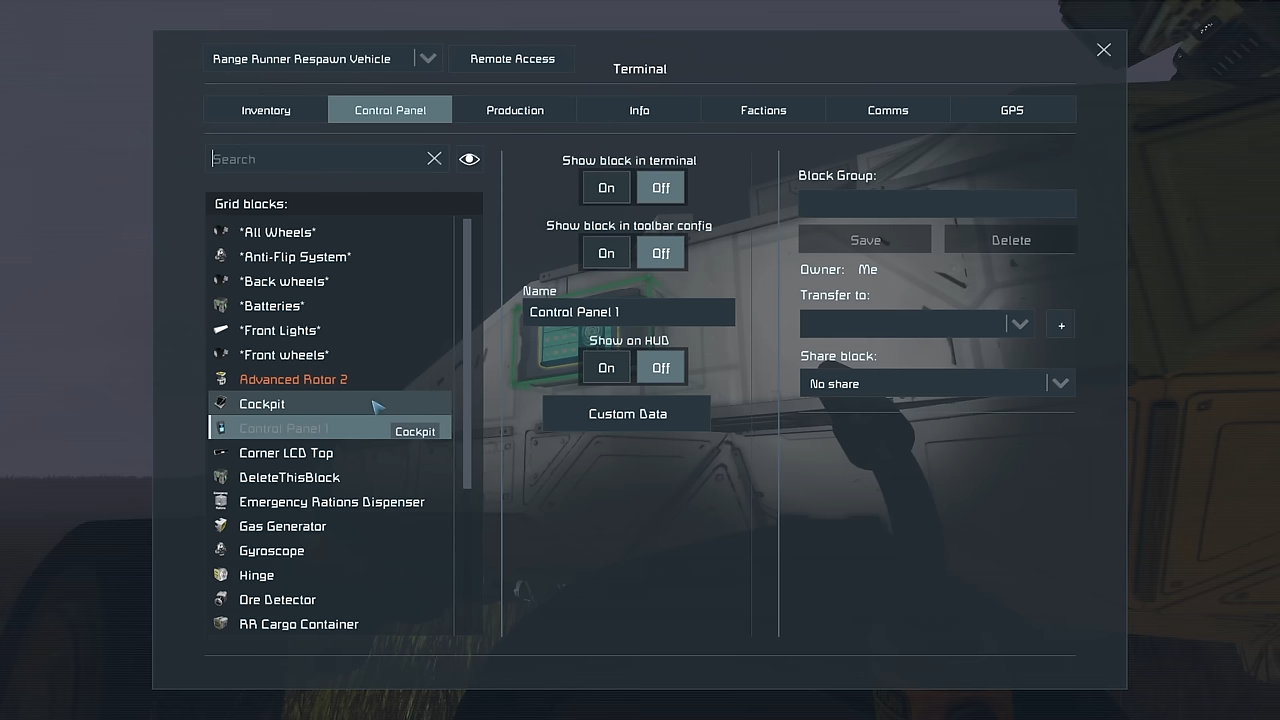 Range Runner Respawn Vehicle
Remote Access
Terminal
Inventory
Control Panel
Production
Info
Factions
Comms
GPS
Search
Grid blocks:
*All Wheels*
*Anti-Flip System*
*Back wheels*
*Batteries*
*Front Lights*
*Front wheels*
Advanced Rotor 2
Cockpit
Control Panel 1
Cockpit
Corner LCD Top
DeleteThisBlock
Emergency Rations Dispenser
Gas Generator
Gyroscope
Hinge
Ore Detector
RR Cargo Container
Show block in terminal
On Off
Show block in toolbar config
On Off
Name
Control Panel 1
Show on HUD
On Off
Custom Data
Block Group:
Save Delete
Owner: Me
Transfer to:
+
Share block:
No share